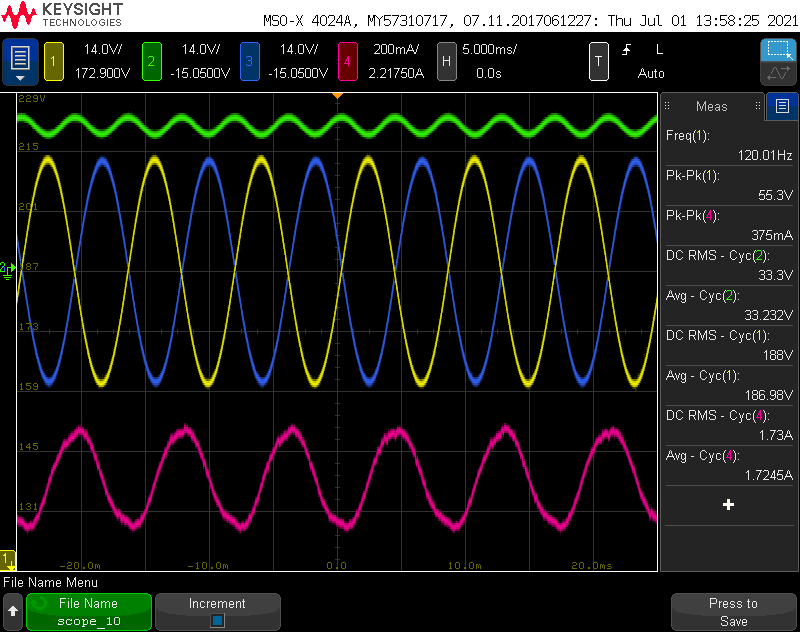 KEYSIGHT
TECHNOLOGIES
MSO-X 4024A, MY57310717, 07.11.2017061227: Thu Jul 01 13:58:25 2021
1 14.0V/ 172.900V
2 14.0V/ -15.0500V
3 14.0V/ -15.0500V
4 200mA/ 2.21750A
H 5.000ms/ 0.0s
T L Auto
229V
215
201
187
173
159
145
131
2
1
-20.0m -10.0m 0.0 10.0m 20.0ms
Meas
Freq(1):
120.01Hz
Pk-Pk(1):
55.3V
Pk-Pk(4):
375mA
DC RMS - Cyc(2):
33.3V
Avg - Cyc(2):
33.232V
DC RMS - Cyc(1):
188V
Avg - Cyc(1):
186.98V
DC RMS - Cyc(4):
1.73A
Avg - Cyc(4):
1.7245A
File Name Menu
File Name
scope_10
Increment
Press to
Save